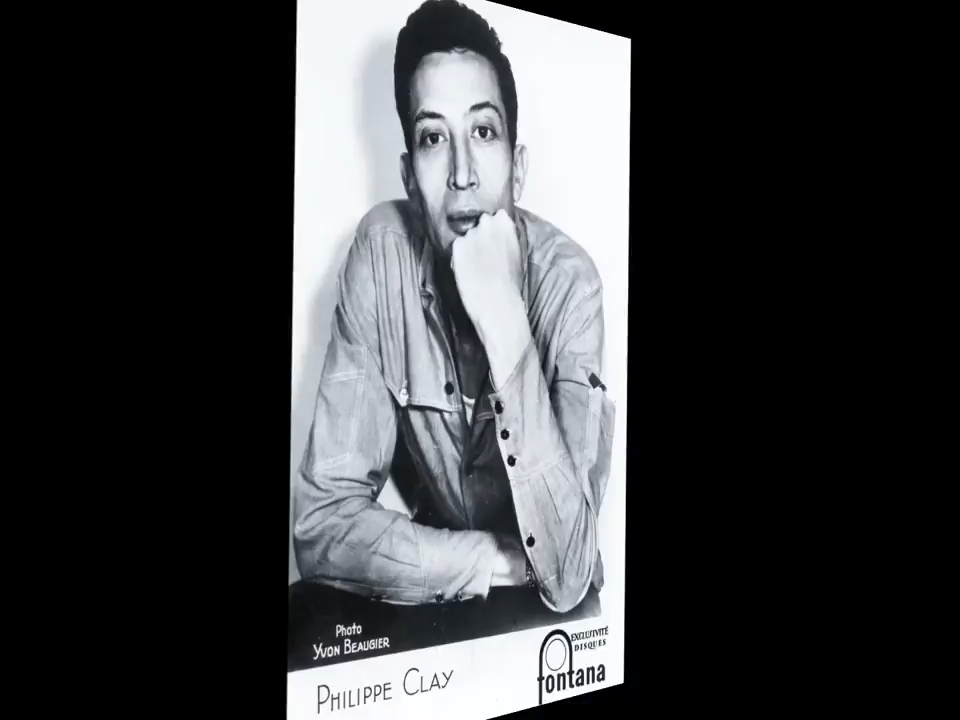 Photo
YVON BEAUGIER
PHILIPPE CLAY
EXCLUSIVITÉ
DISQUES
fontana